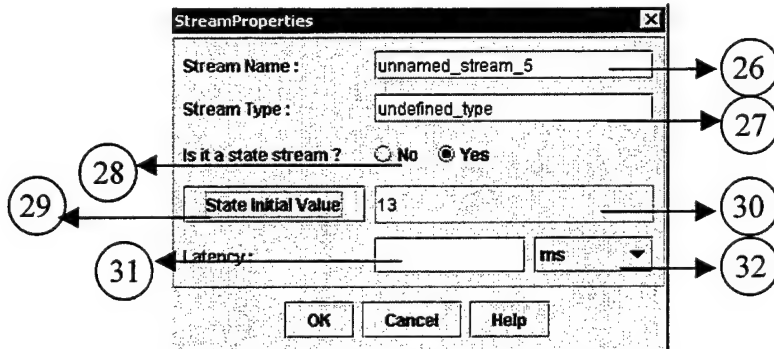 StreamProperties
Stream Name : unnamed_stream_5 26
Stream Type : undefined_type 27
Is it a state stream ? No Yes 28
29 State Initial Value 13 30
31 Latency : ms 32
OK Cancel Help